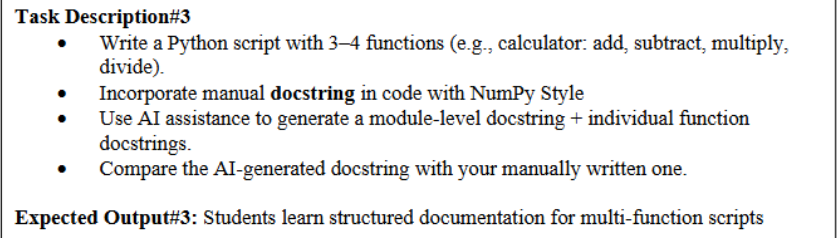 Task Description#3
• Write a Python script with 3–4 functions (e.g., calculator: add, subtract, multiply,
divide).
• Incorporate manual docstring in code with NumPy Style
• Use AI assistance to generate a module-level docstring + individual function
docstrings.
• Compare the AI-generated docstring with your manually written one.
Expected Output#3: Students learn structured documentation for multi-function scripts